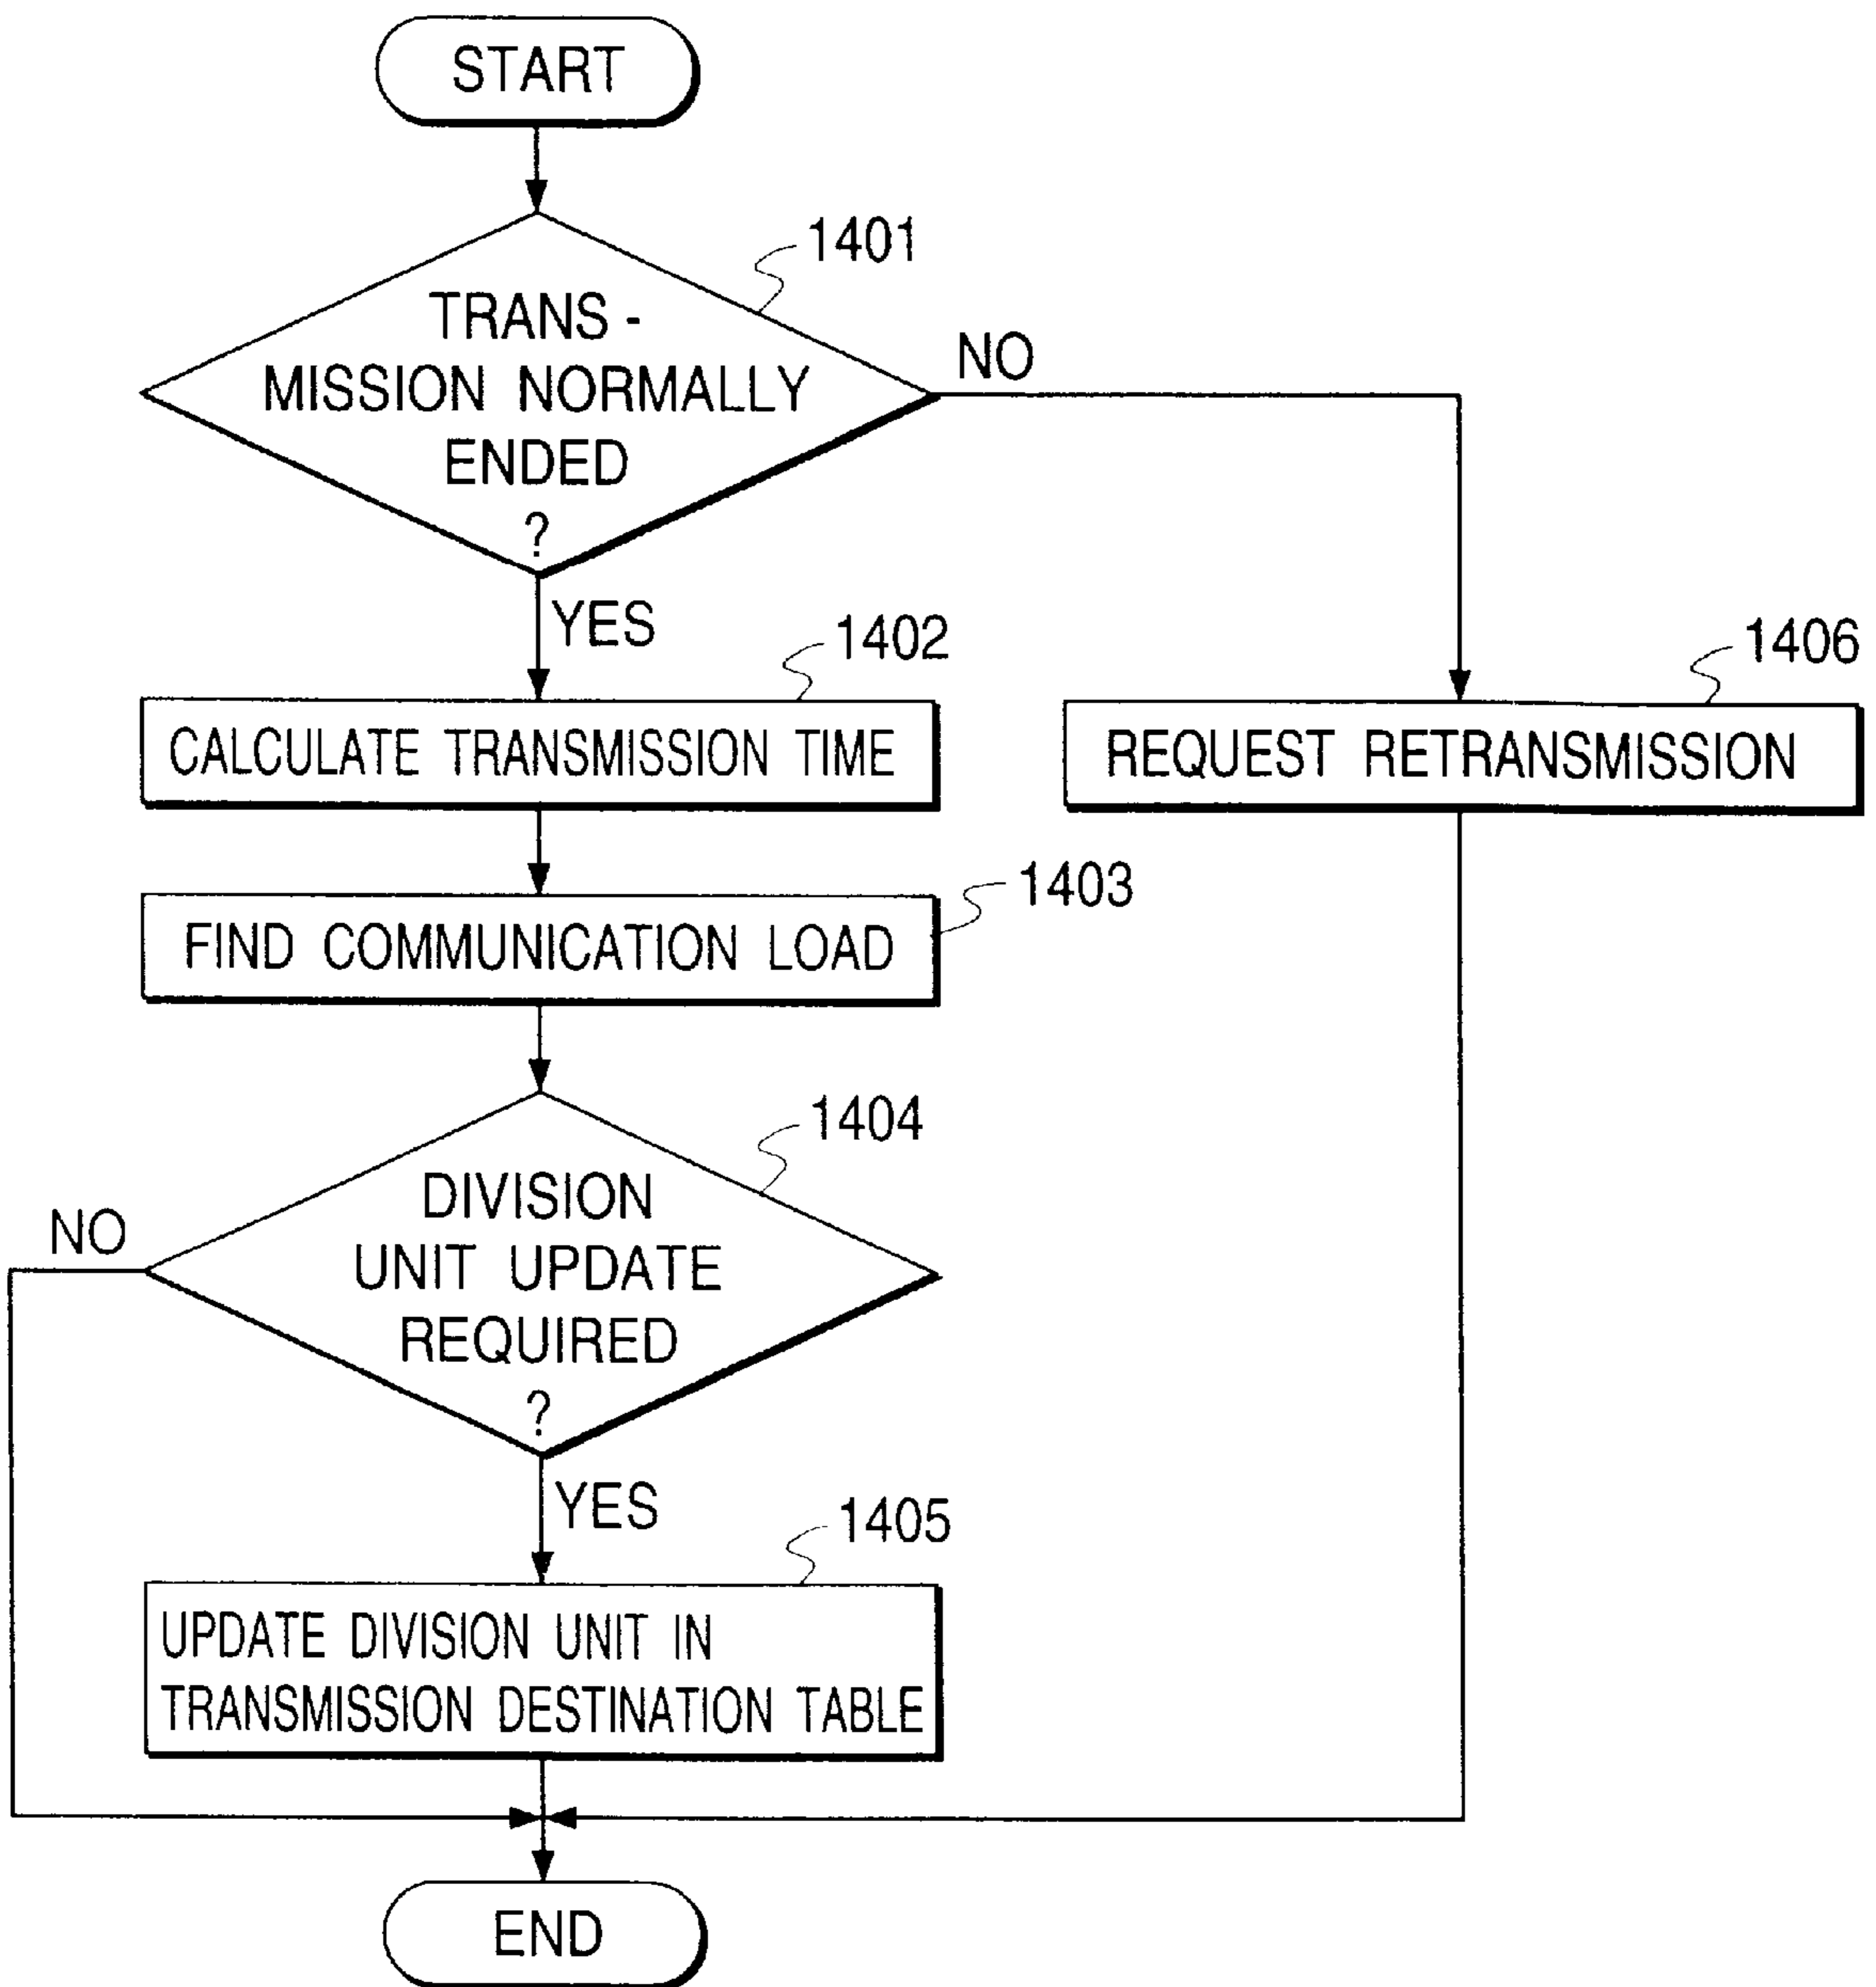 START
1401
TRANS -
MISSION NORMALLY
ENDED
?
NO
YES
1402
CALCULATE TRANSMISSION TIME
1406
REQUEST RETRANSMISSION
1403
FIND COMMUNICATION LOAD
1404
DIVISION
UNIT UPDATE
REQUIRED
?
NO
YES
1405
UPDATE DIVISION UNIT IN
TRANSMISSION DESTINATION TABLE
END